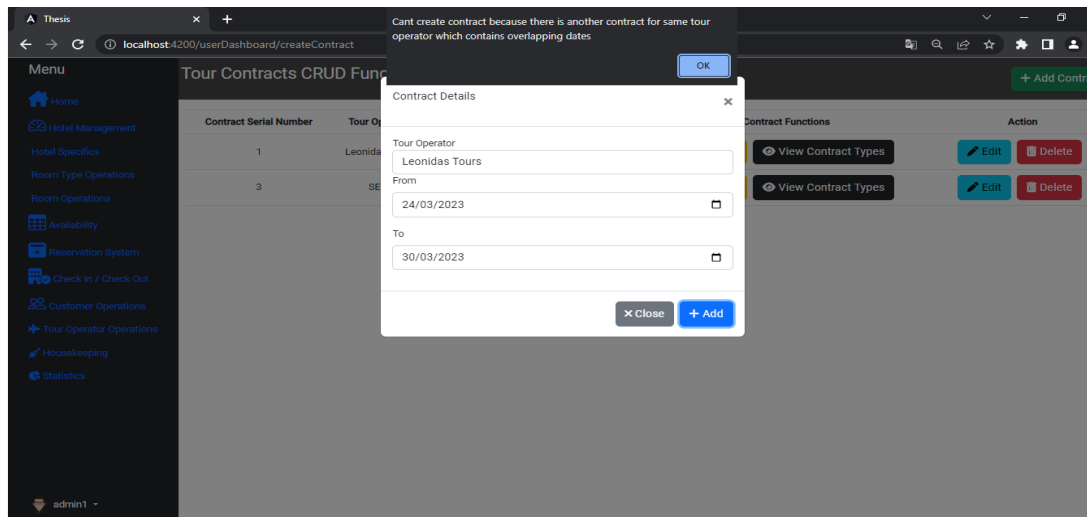 Thesis
localhost:4200/userDashboard/createContract
Cant create contract because there is another contract for same tour
operator which contains overlapping dates
OK
Menu
Home
Hotel Management
Hotel Specifics
Room Type Operations
Room Operations
Availability
Reservation System
Check In / Check Out
Customer Operations
Tour Operator Operations
Housekeeping
Statistics
admin1
Tour Contracts CRUD Func
+ Add Contr
Contract Serial Number Tour Op Contract Functions Action
1 Leonida View Contract Types Edit Delete
3 SE View Contract Types Edit Delete
Contract Details
×
Tour Operator
Leonidas Tours
From
24/03/2023
To
30/03/2023
× Close + Add